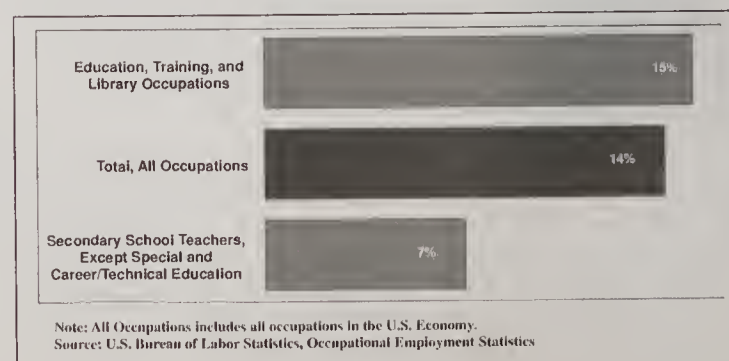 Education, Training, and
Library Occupations
15%
Total, All Occupations
14%
Secondary School Teachers,
Except Special and
Career/Technical Education
7%
Note: All Occupations includes all occupations in the U.S. Economy.
Source: U.S. Bureau of Labor Statistics, Occupational Employment Statistics